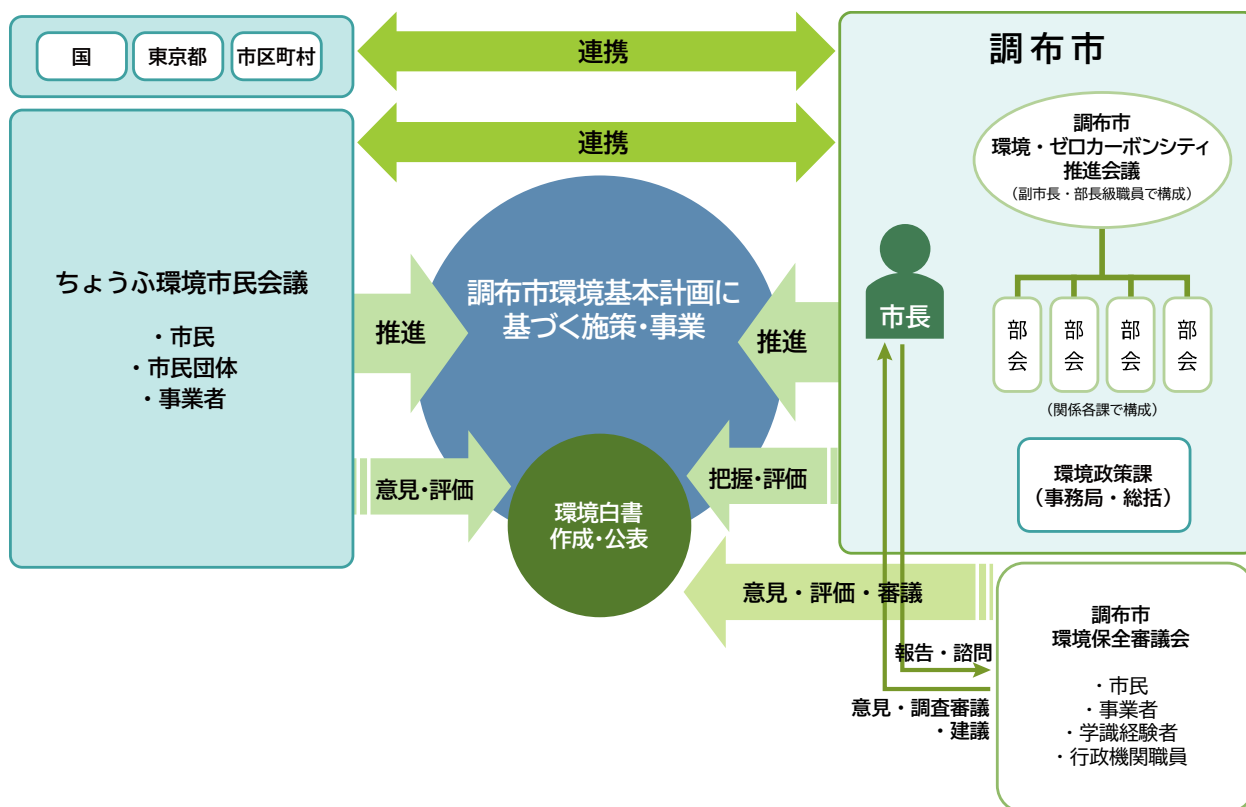 国
東京都
市区町村
連携
調布市
連携
調布市
環境・ゼロカーボンシティ
推進会議
(副市長・部長級職員で構成)
ちょうふ環境市民会議
・市民
・市民団体
・事業者
推進
調布市環境基本計画に
基づく施策・事業
推進
市長
部会
部会
部会
部会
(関係各課で構成)
意見・評価
環境白書
作成・公表
把握・評価
環境政策課
(事務局・総括)
意見・評価・審議
報告・諮問
意見・調査審議
・建議
調布市
環境保全審議会
・市民
・事業者
・学識経験者
・行政機関職員